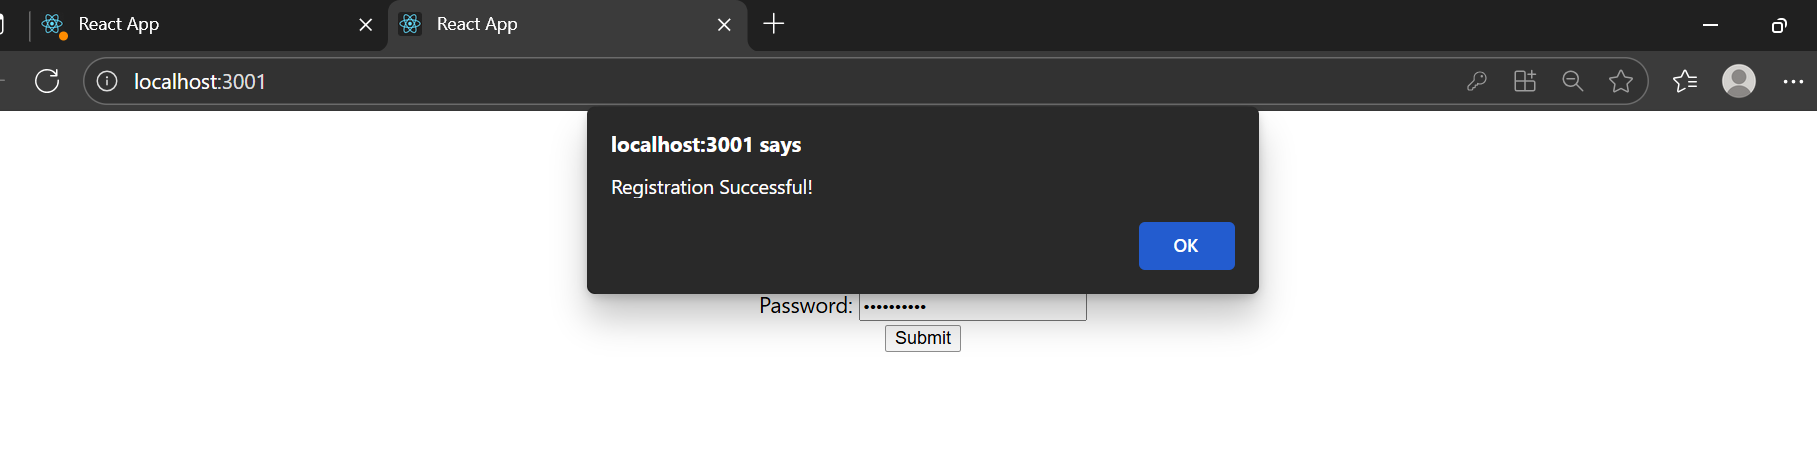 React App
React App
localhost:3001
localhost:3001 says
Registration Successful!
OK
Password: ••••••••••
Submit